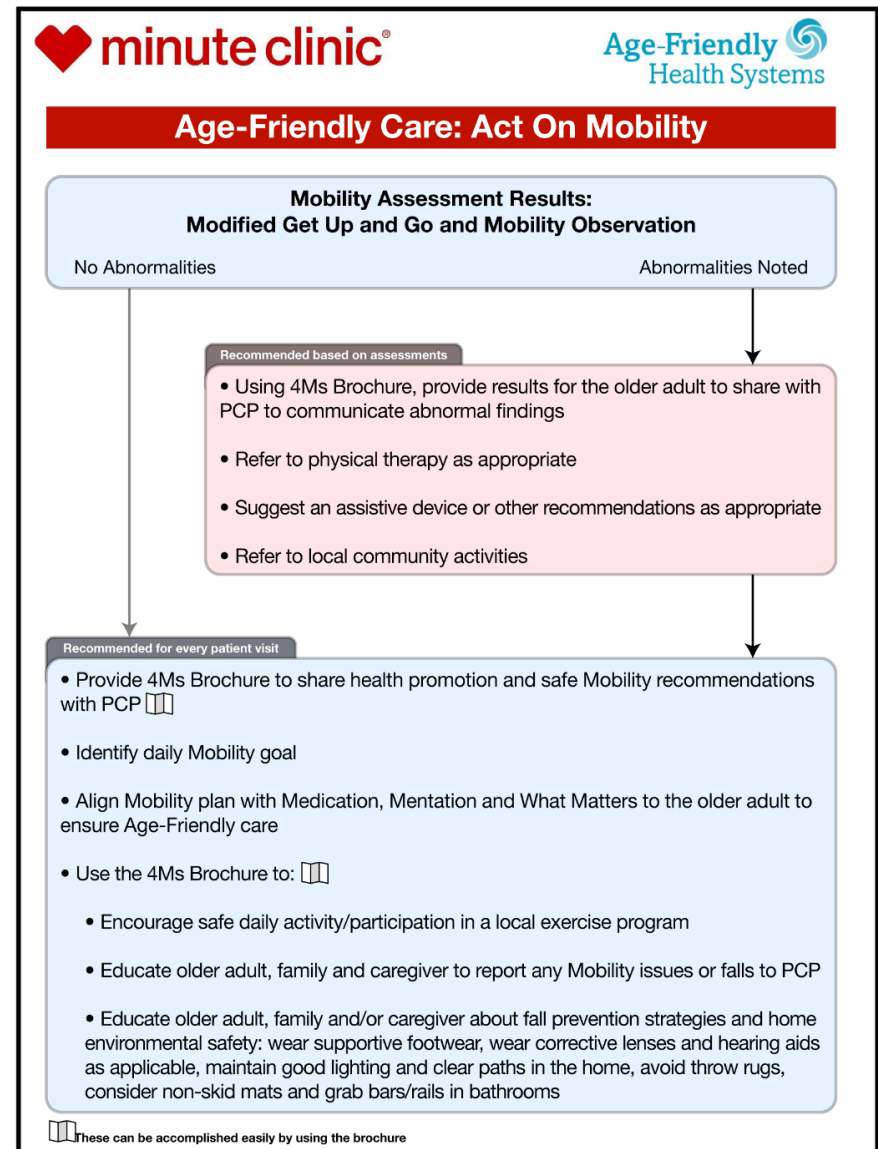 minute clinic®
Age-Friendly
Health Systems
Age-Friendly Care: Act On Mobility
Mobility Assessment Results:
Modified Get Up and Go and Mobility Observation
No Abnormalities
Abnormalities Noted
Recommended based on assessments
• Using 4Ms Brochure, provide results for the older adult to share with
PCP to communicate abnormal findings
• Refer to physical therapy as appropriate
• Suggest an assistive device or other recommendations as appropriate
• Refer to local community activities
Recommended for every patient visit
• Provide 4Ms Brochure to share health promotion and safe Mobility recommendations
with PCP
• Identify daily Mobility goal
• Align Mobility plan with Medication, Mentation and What Matters to the older adult to
ensure Age-Friendly care
• Use the 4Ms Brochure to:
• Encourage safe daily activity/participation in a local exercise program
• Educate older adult, family and caregiver to report any Mobility issues or falls to PCP
• Educate older adult, family and/or caregiver about fall prevention strategies and home
environmental safety: wear supportive footwear, wear corrective lenses and hearing aids
as applicable, maintain good lighting and clear paths in the home, avoid throw rugs,
consider non-skid mats and grab bars/rails in bathrooms
These can be accomplished easily by using the brochure